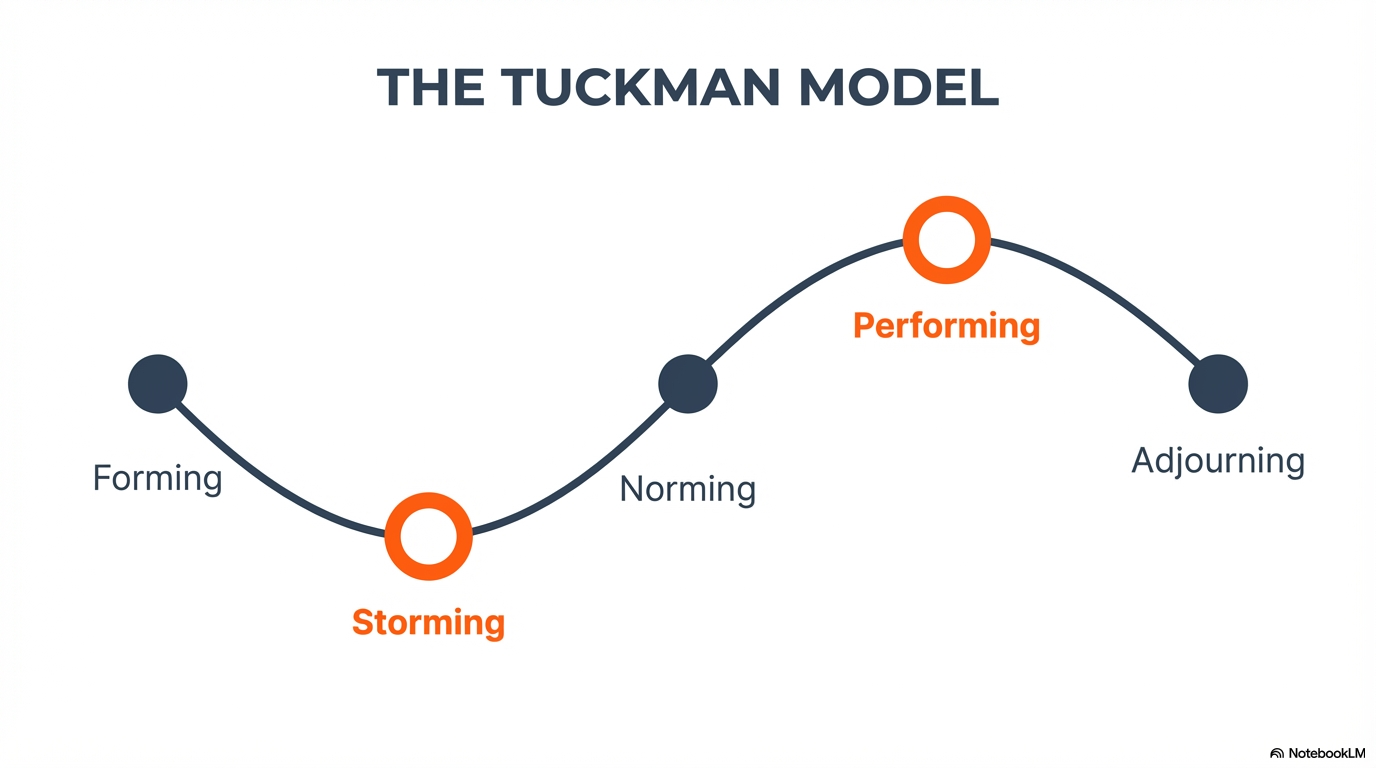 THE TUCKMAN MODEL
Forming
Storming
Norming
Performing
Adjourning
NotebookLM